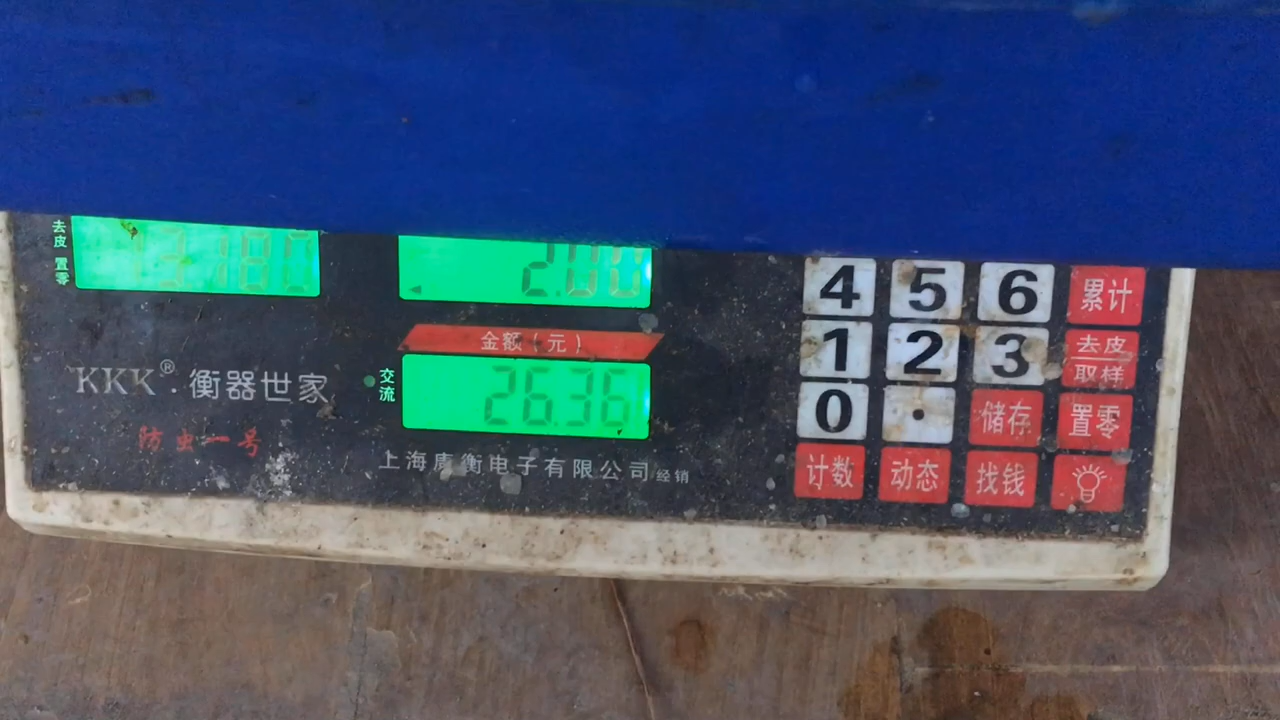 去皮 置零
13.180
2.00
金额(元)
交流
26.36
KKK®·衡器世家
防虫一号
上海康衡电子有限公司 经销
4 5 6 累计
1 2 3 去皮 取样
0 · 储存 置零
计数 动态 找钱